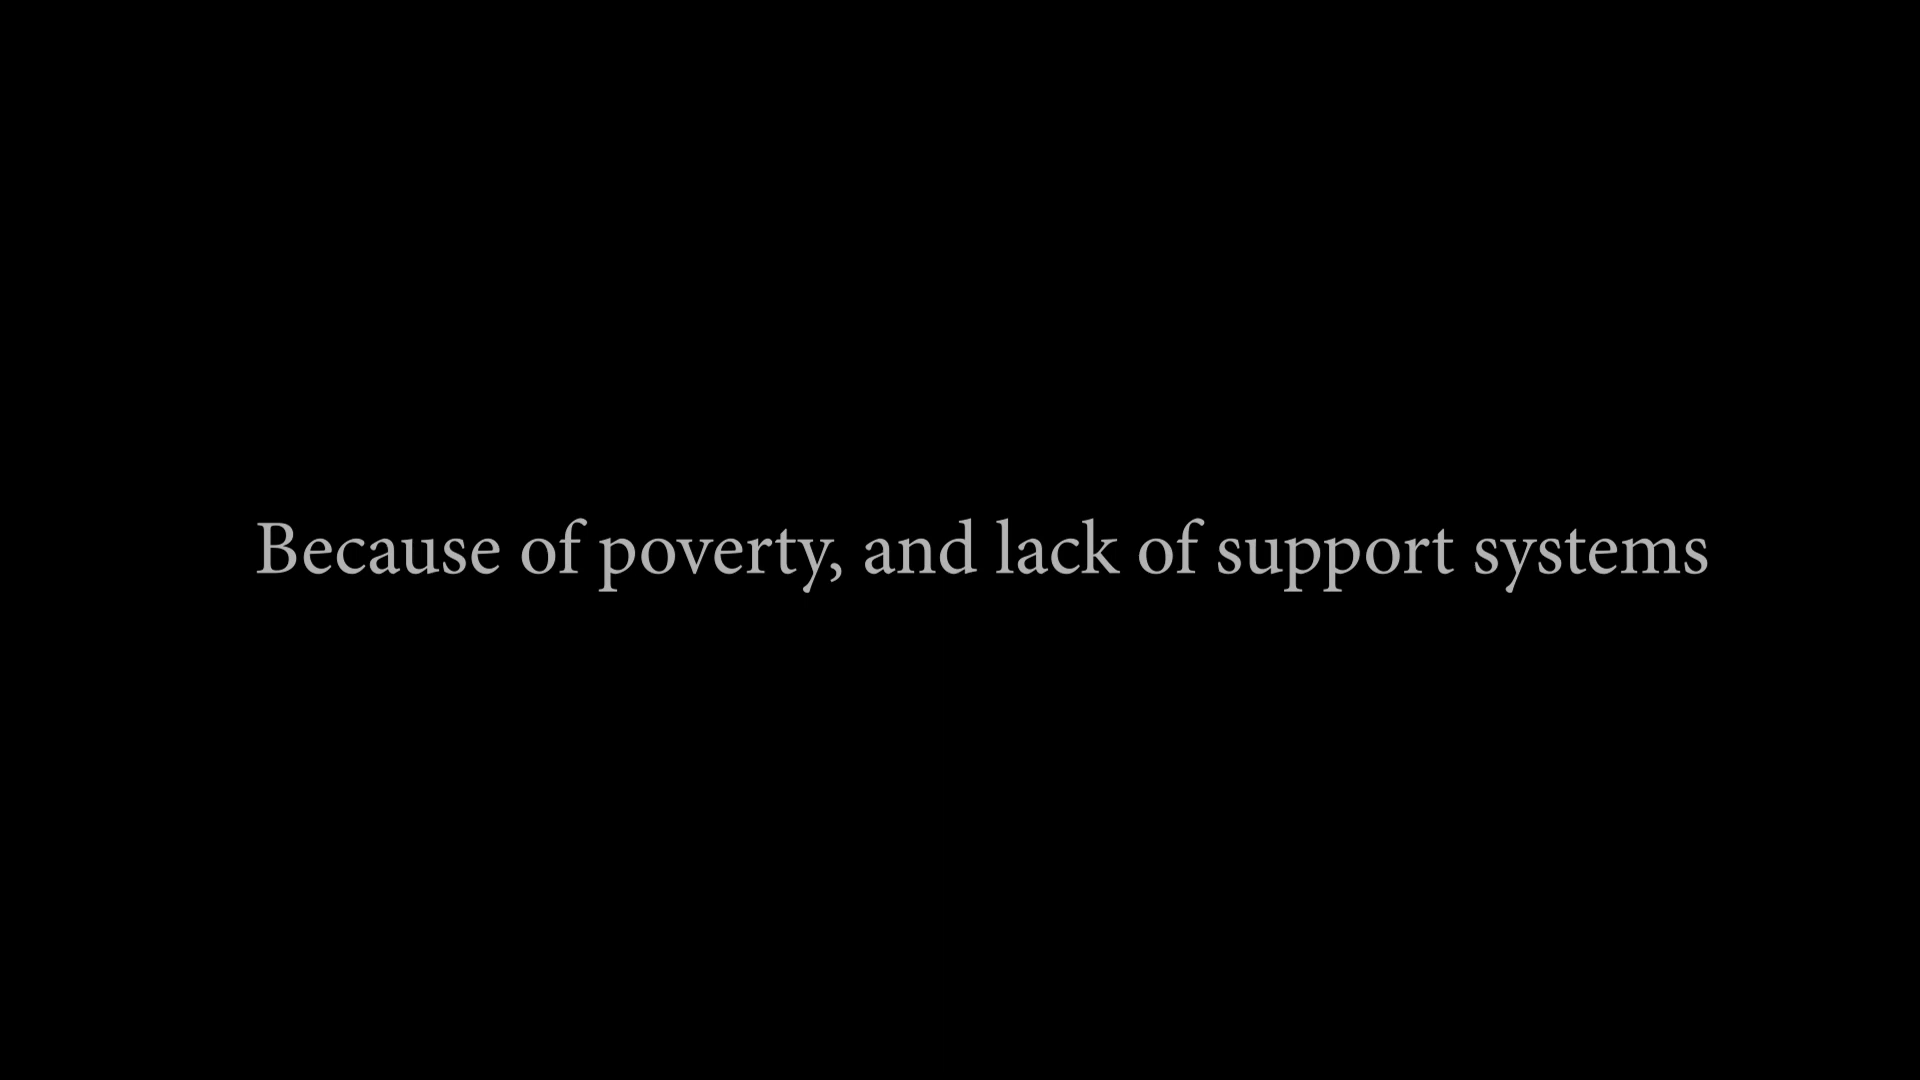 Because of poverty, and lack of support systems